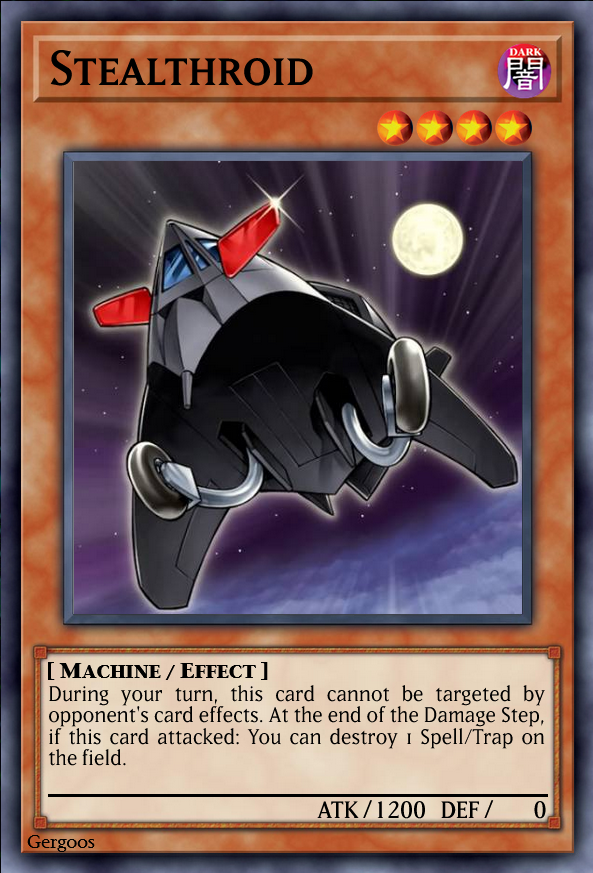 Stealthroid
DARK
闇
[ Machine / Effect ]
During your turn, this card cannot be targeted by
opponent's card effects. At the end of the Damage Step,
if this card attacked: You can destroy 1 Spell/Trap on
the field.
ATK / 1200 DEF / 0
Gergoos